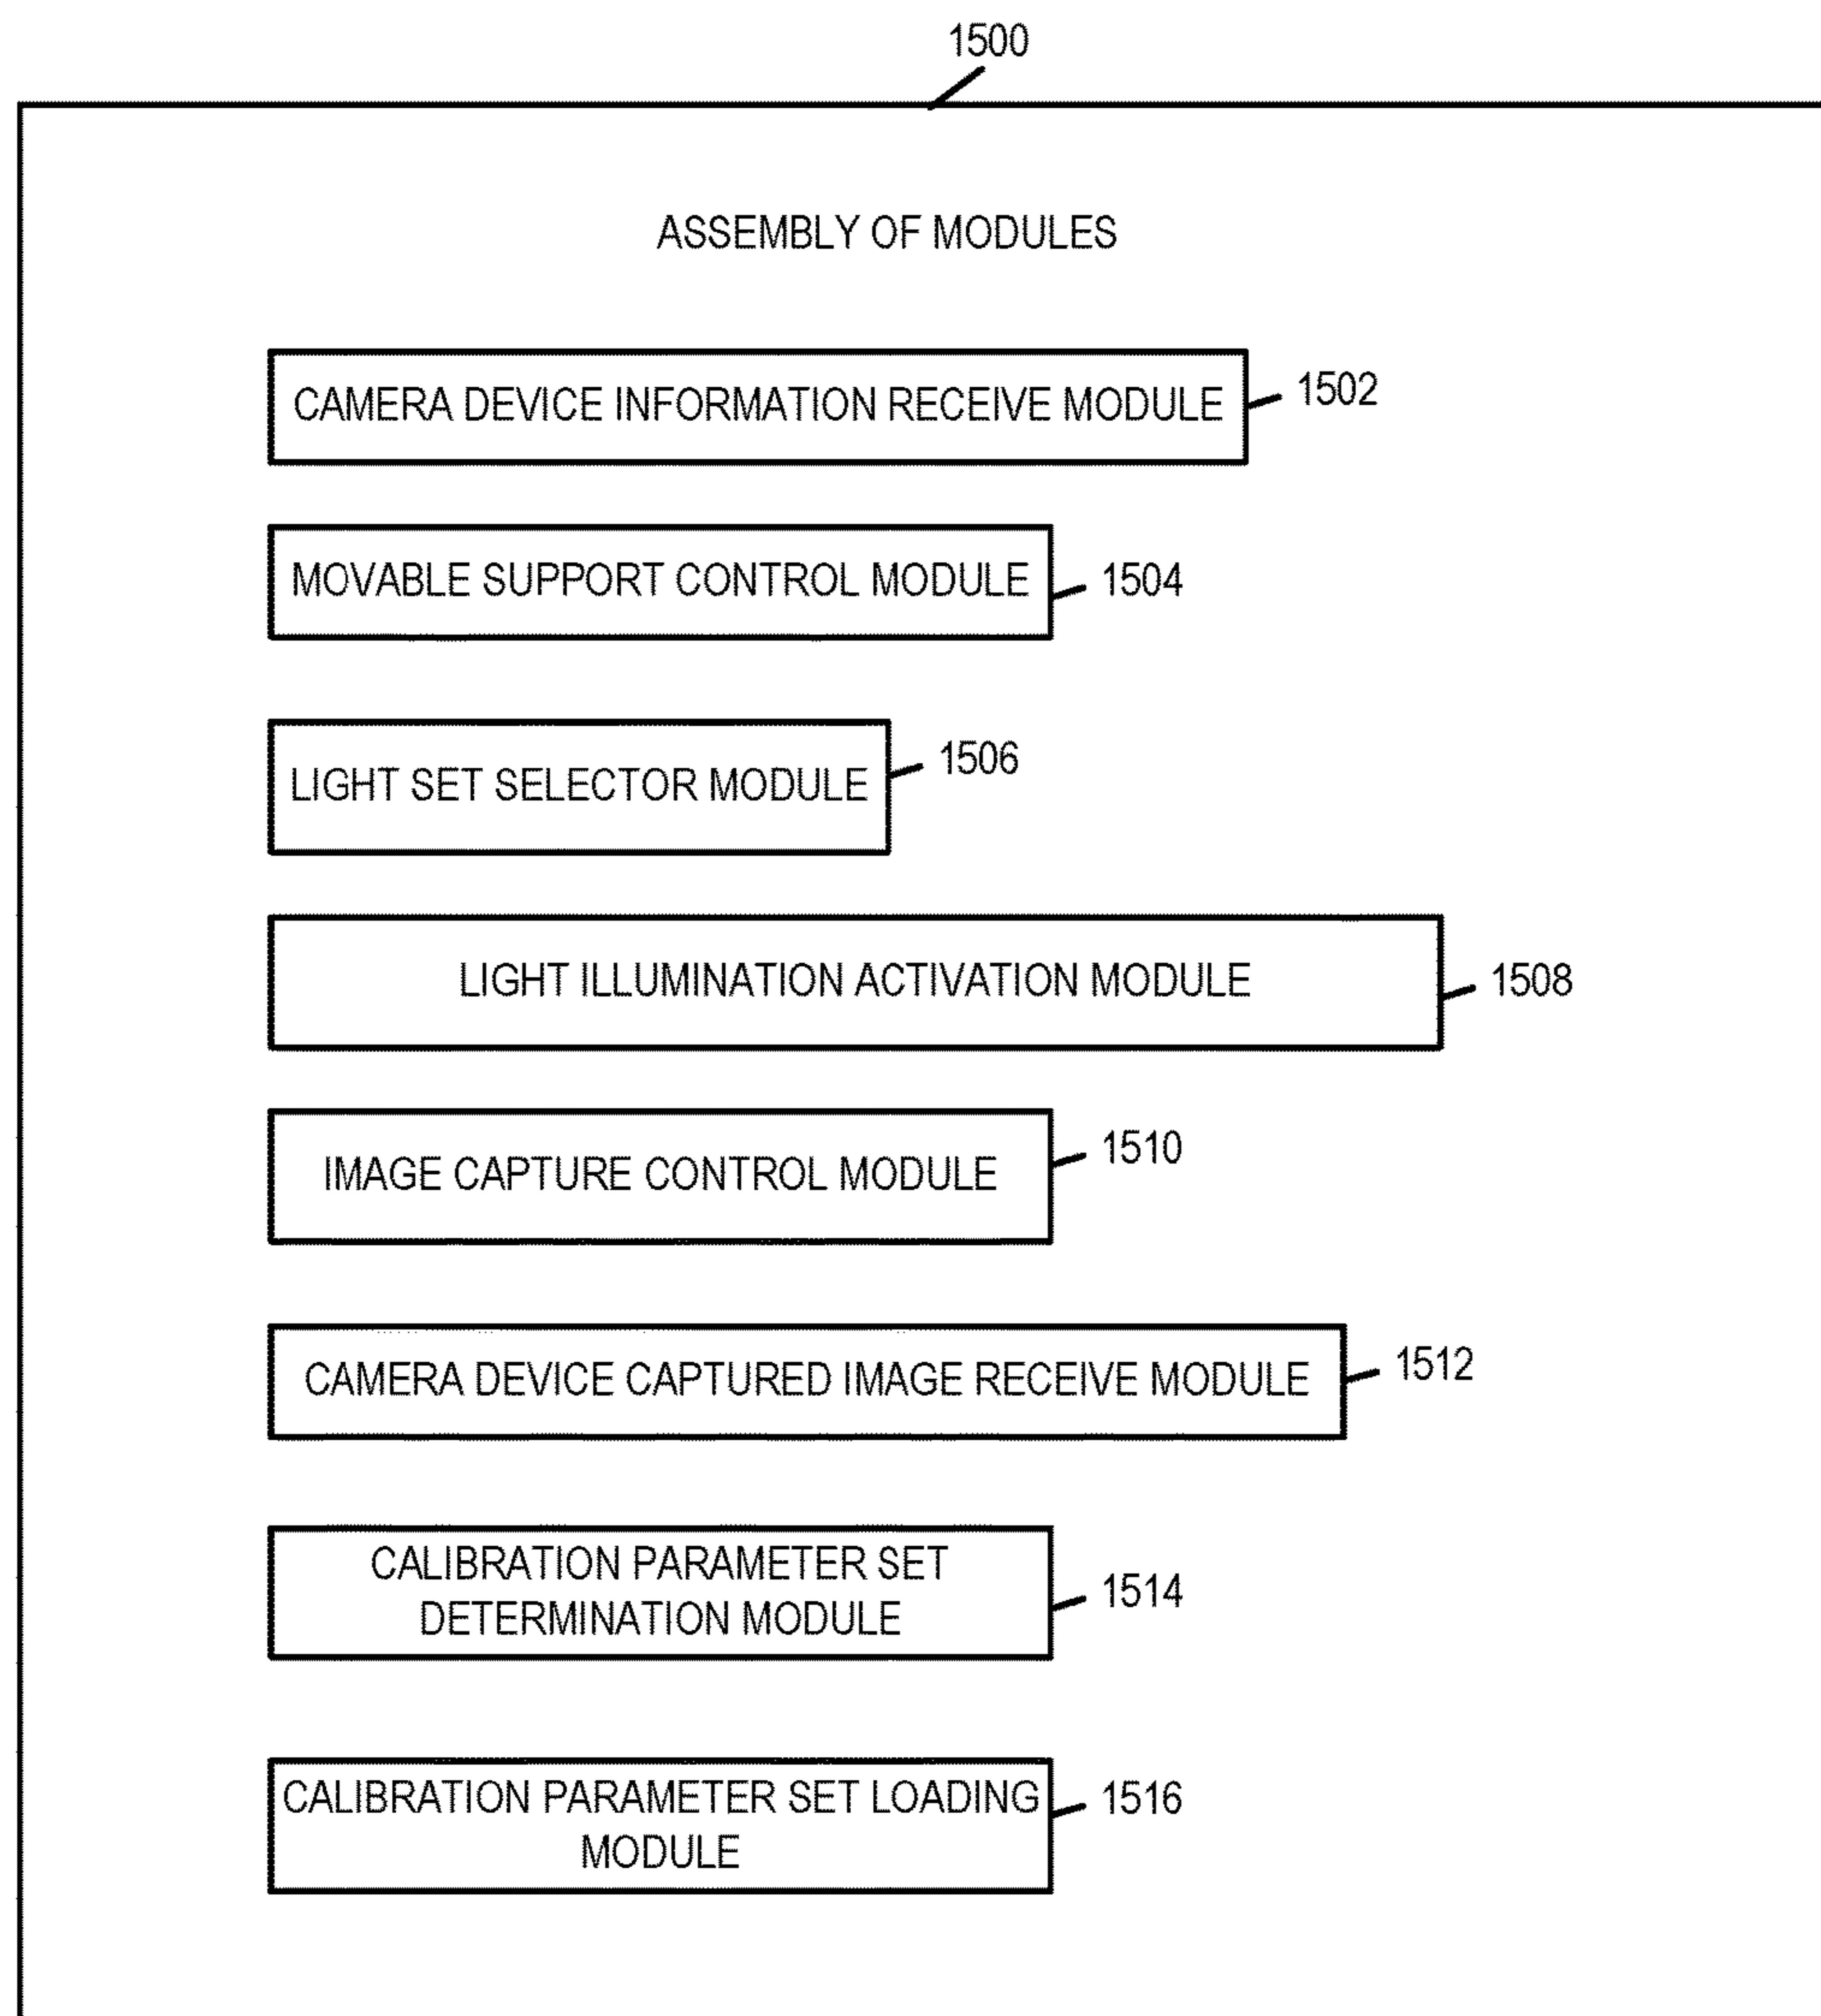 1500
ASSEMBLY OF MODULES
CAMERA DEVICE INFORMATION RECEIVE MODULE
1502
MOVABLE SUPPORT CONTROL MODULE
1504
LIGHT SET SELECTOR MODULE
1506
LIGHT ILLUMINATION ACTIVATION MODULE
1508
IMAGE CAPTURE CONTROL MODULE
1510
CAMERA DEVICE CAPTURED IMAGE RECEIVE MODULE
1512
CALIBRATION PARAMETER SET
DETERMINATION MODULE
1514
CALIBRATION PARAMETER SET LOADING
MODULE
1516